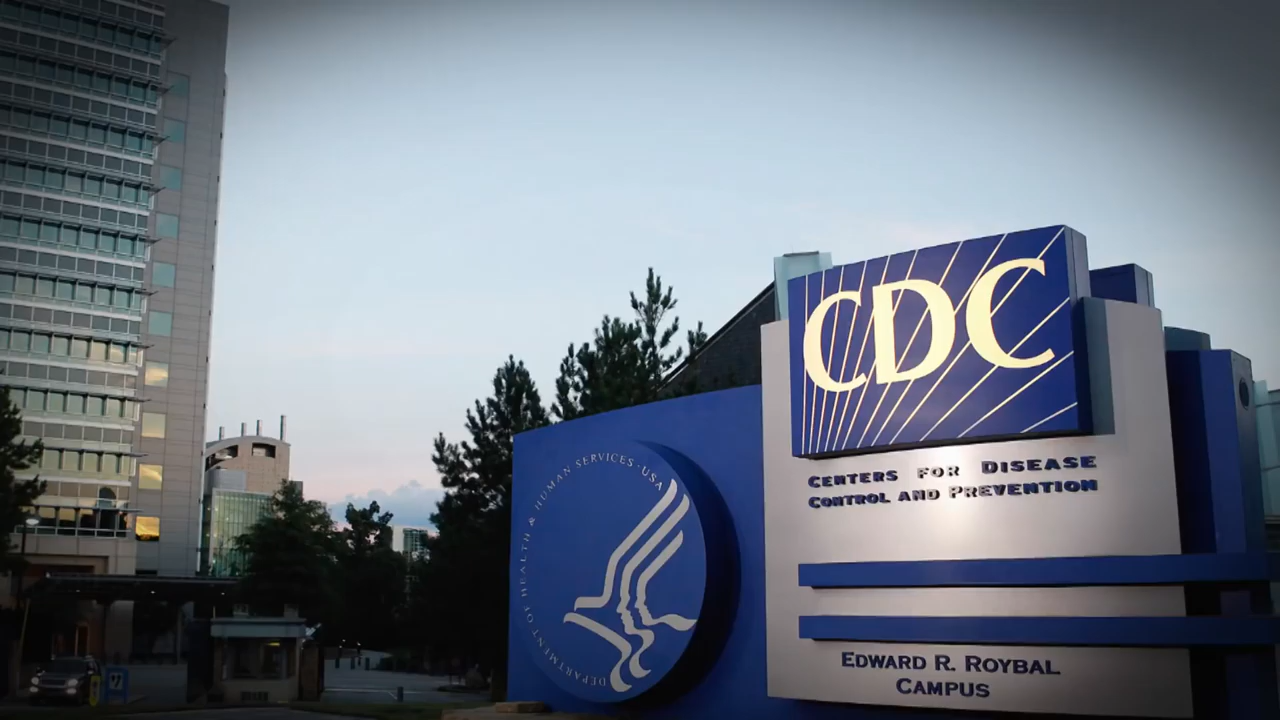 CDC
CENTERS FOR DISEASE
CONTROL AND PREVENTION
DEPARTMENT OF HEALTH & HUMAN SERVICES · USA
EDWARD R. ROYBAL
CAMPUS